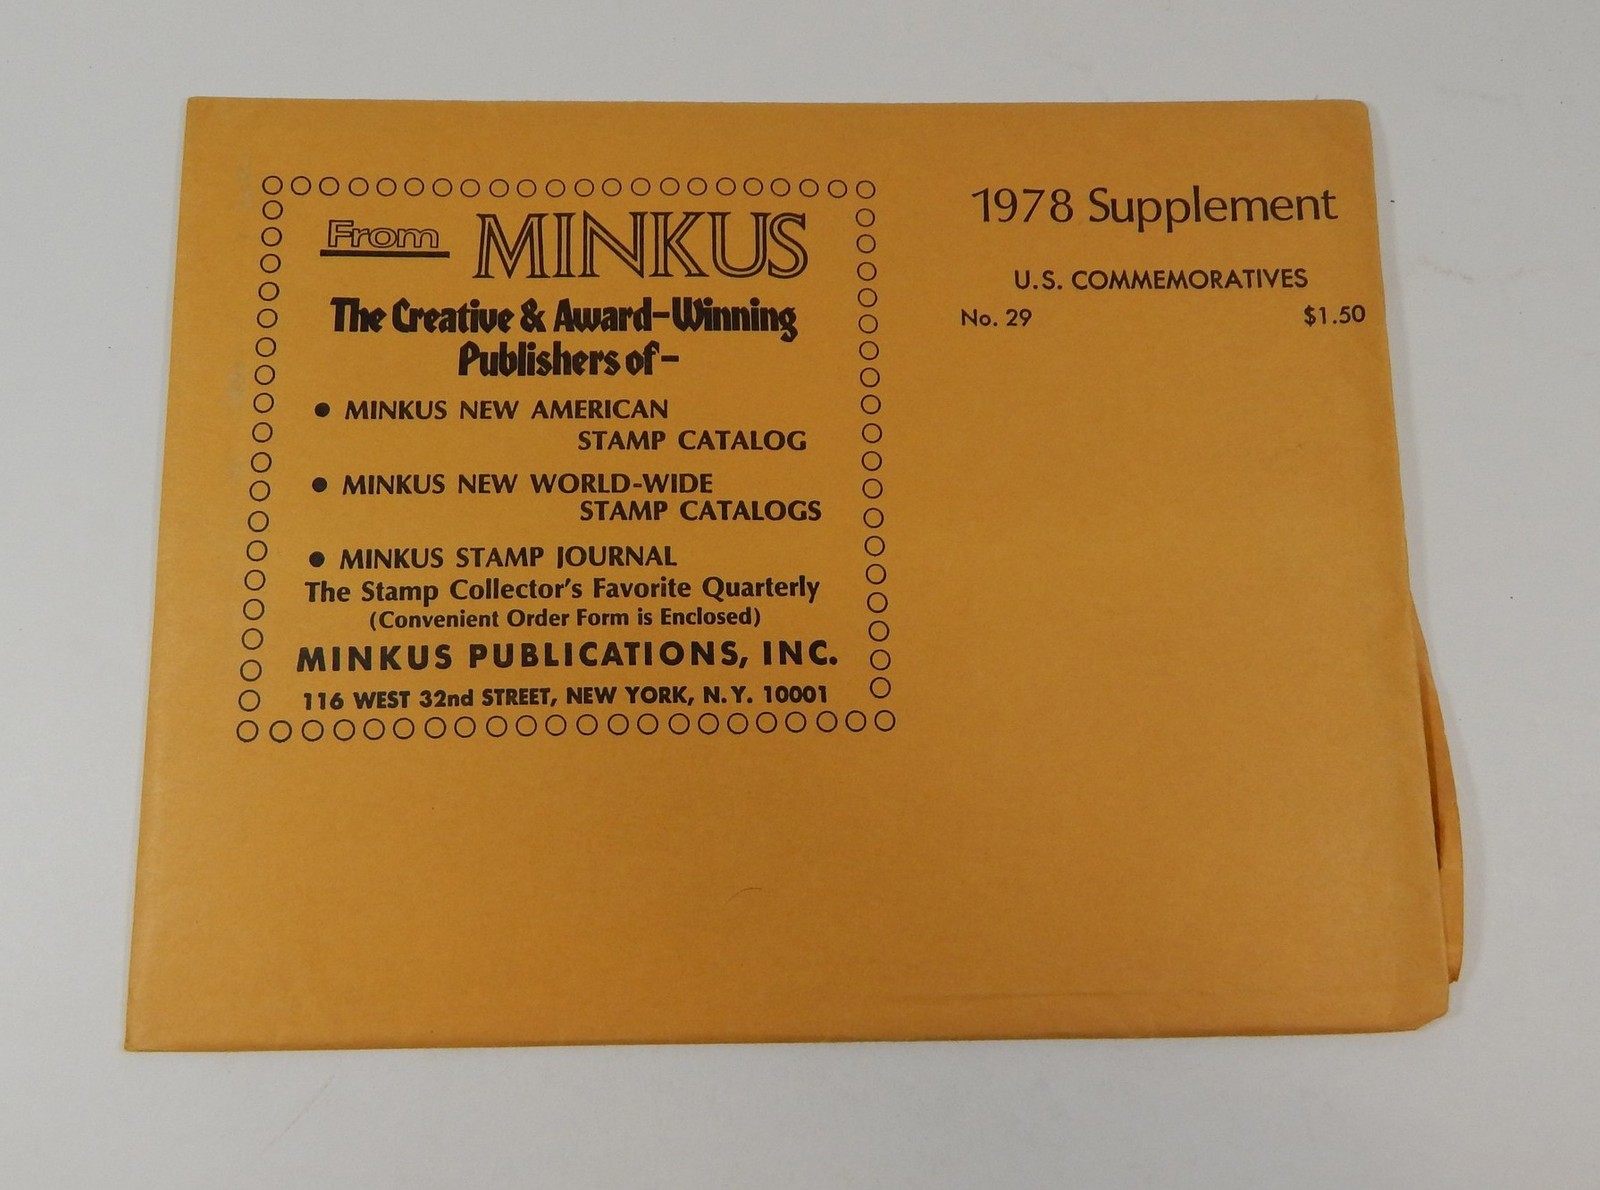 From MINKUS
The Creative & Award-Winning
Publishers of-
● MINKUS NEW AMERICAN
STAMP CATALOG
● MINKUS NEW WORLD-WIDE
STAMP CATALOGS
● MINKUS STAMP JOURNAL
The Stamp Collector's Favorite Quarterly
(Convenient Order Form is Enclosed)
MINKUS PUBLICATIONS, INC.
116 WEST 32nd STREET, NEW YORK, N.Y. 10001
1978 Supplement
U.S. COMMEMORATIVES
No. 29 $1.50